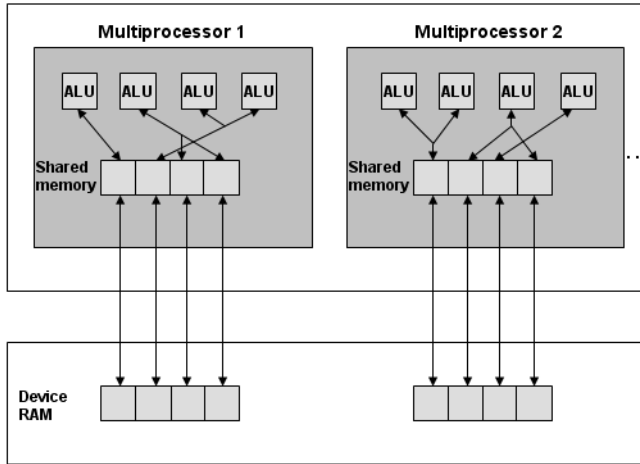 Multiprocessor 1
Multiprocessor 2
ALU ALU ALU ALU
ALU ALU ALU ALU
Shared
memory
Shared
memory
...
Device
RAM